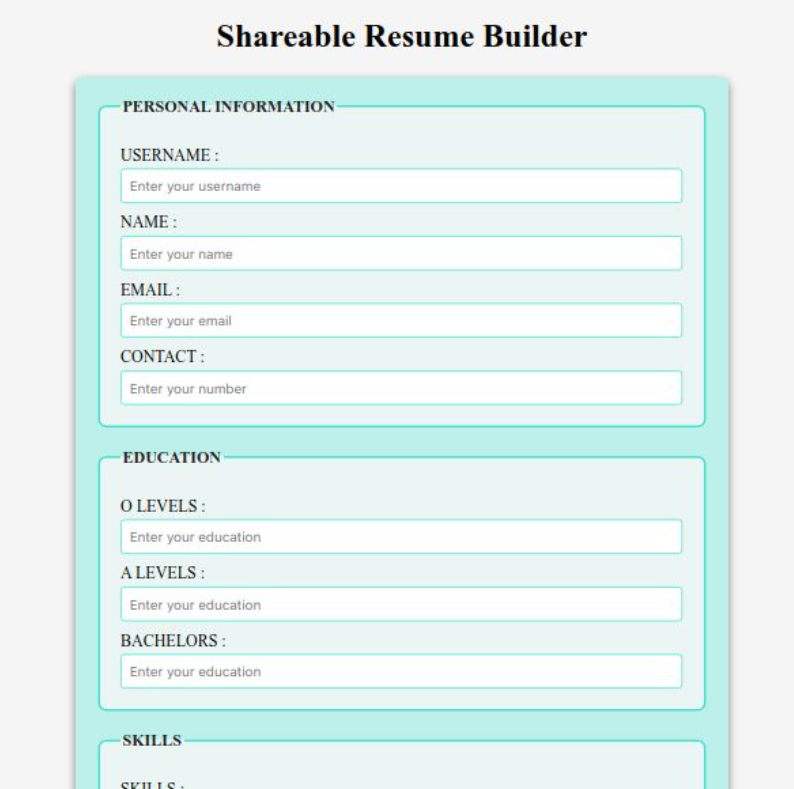 Shareable Resume Builder
PERSONAL INFORMATION
USERNAME :
Enter your username
NAME :
Enter your name
EMAIL :
Enter your email
CONTACT :
Enter your number
EDUCATION
O LEVELS :
Enter your education
A LEVELS :
Enter your education
BACHELORS :
Enter your education
SKILLS
SKILLS :